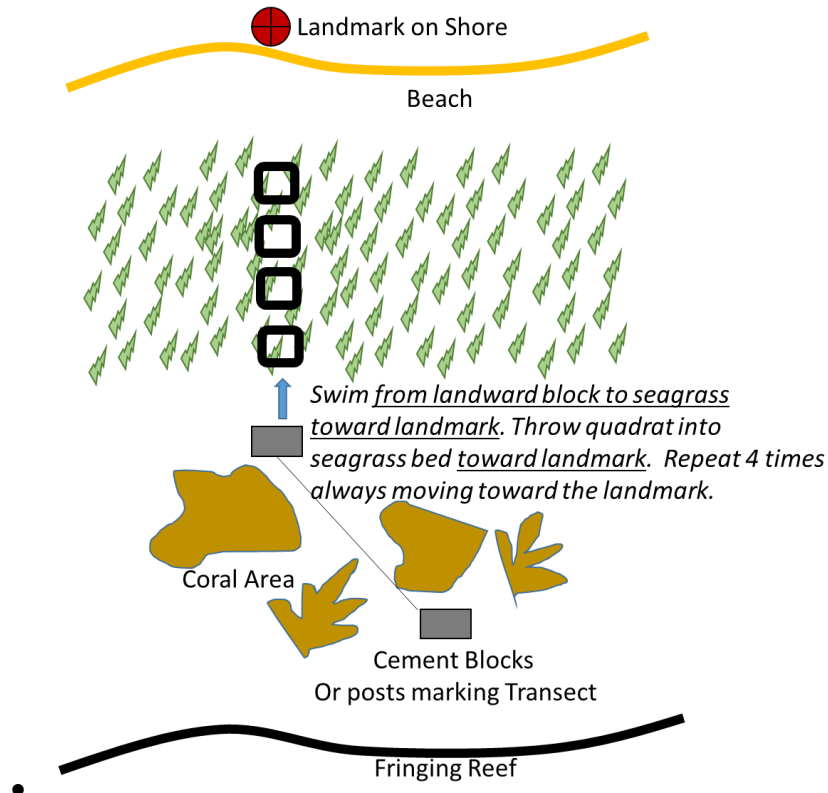 Landmark on Shore
Beach
Swim from landward block to seagrass
toward landmark. Throw quadrat into
seagrass bed toward landmark.  Repeat 4 times
always moving toward the landmark.
Coral Area
Cement Blocks
Or posts marking Transect
Fringing Reef